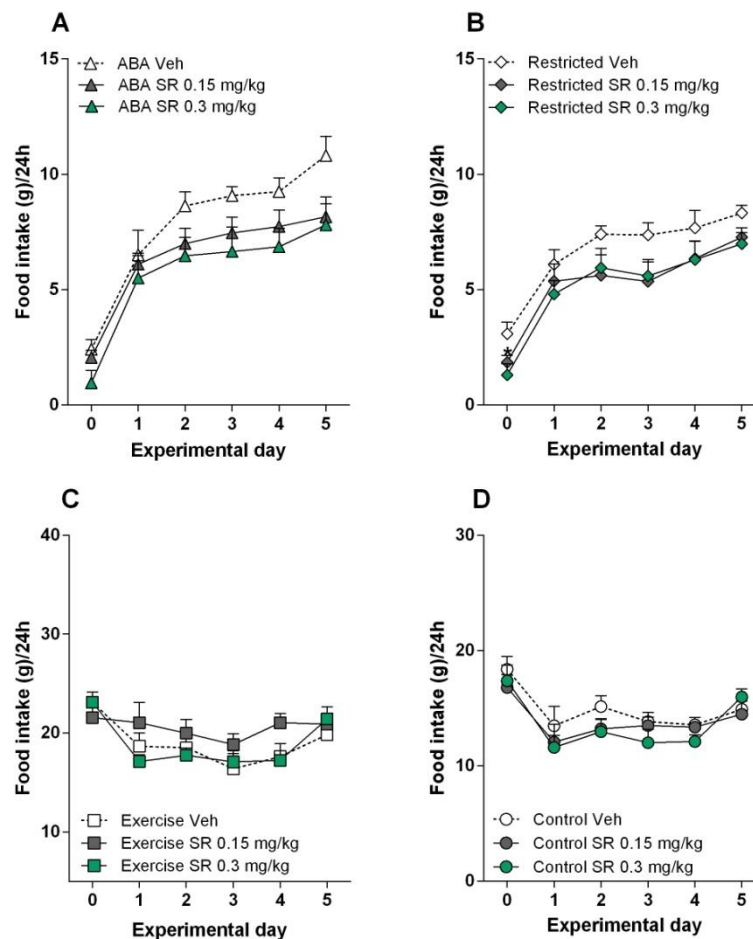 A
15
10
5
0
Food intake (g)/24h
ABA Veh
ABA SR 0.15 mg/kg
ABA SR 0.3 mg/kg
0 1 2 3 4 5
Experimental day
B
15
10
5
0
Food intake (g)/24h
Restricted Veh
Restricted SR 0.15 mg/kg
Restricted SR 0.3 mg/kg
*
0 1 2 3 4 5
Experimental day
C
40
30
20
10
Food intake (g)/24h
Exercise Veh
Exercise SR 0.15 mg/kg
Exercise SR 0.3 mg/kg
0 1 2 3 4 5
Experimental day
D
30
20
10
0
Food intake (g)/24h
Control Veh
Control SR 0.15 mg/kg
Control SR 0.3 mg/kg
0 1 2 3 4 5
Experimental day